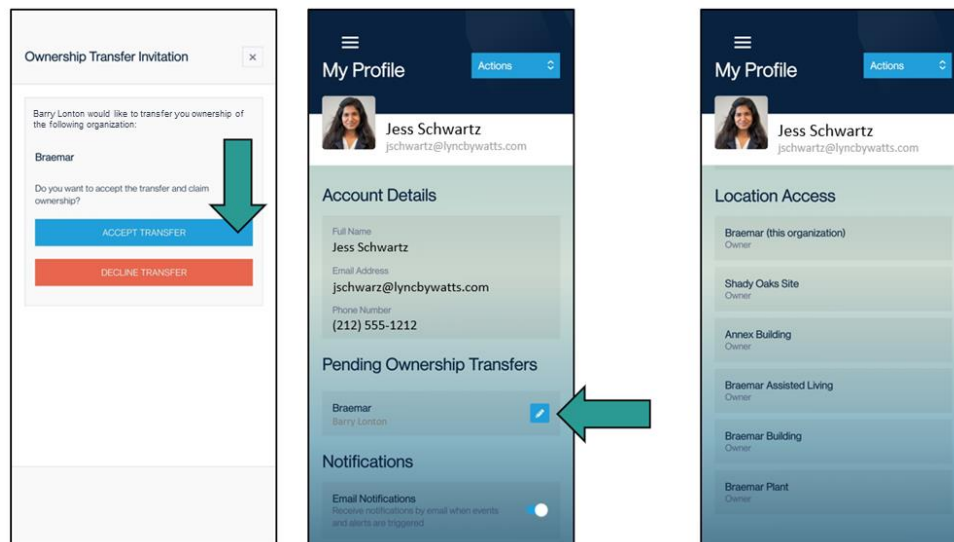 Ownership Transfer Invitation
×
Barry Lonton would like to transfer you ownership of
the following organization:
Braemar
Do you want to accept the transfer and claim
ownership?
ACCEPT TRANSFER
DECLINE TRANSFER
My Profile
Actions
Jess Schwartz
jschwartz@lyncbywatts.com
Account Details
Full Name
Jess Schwartz
Email Address
jschwarz@lyncbywatts.com
Phone Number
(212) 555-1212
Pending Ownership Transfers
Braemar
Barry Lonton
Notifications
Email Notifications
Receive notifications by email when events
and alerts are triggered
My Profile
Actions
Jess Schwartz
jschwartz@lyncbywatts.com
Location Access
Braemar (this organization)
Owner
Shady Oaks Site
Owner
Annex Building
Owner
Braemar Assisted Living
Owner
Braemar Building
Owner
Braemar Plant
Owner